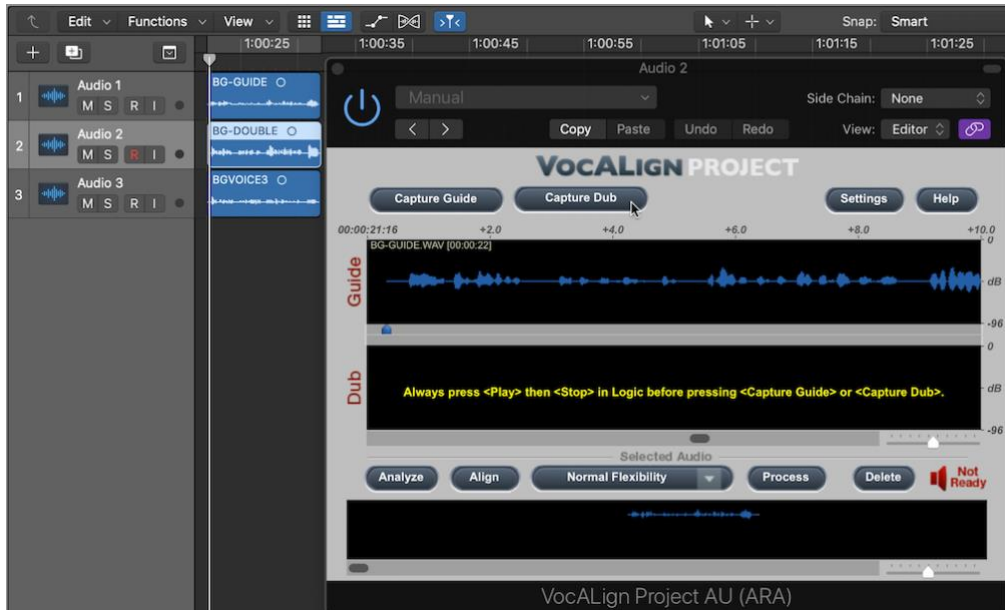 Edit Functions View Snap: Smart
1:00:25 1:00:35 1:00:45 1:00:55 1:01:05 1:01:15 1:01:25
1 Audio 1
M S R I
2 Audio 2
M S R I
3 Audio 3
M S R I
BG-GUIDE
BG-DOUBLE
BGVOICE3
Audio 2
Manual Side Chain: None
Copy Paste Undo Redo View: Editor
VOCALIGN PROJECT
Capture Guide Capture Dub Settings Help
00:00:21:16 +2.0 +4.0 +6.0 +8.0 +10.0
BG-GUIDE.WAV [00:00:22]
Guide
0
dB
-96
Dub
0
Always press <Play> then <Stop> in Logic before pressing <Capture Guide> or <Capture Dub>.
dB
-96
Selected Audio
Analyze Align Normal Flexibility Process Delete Not
Ready
VocALign Project AU (ARA)